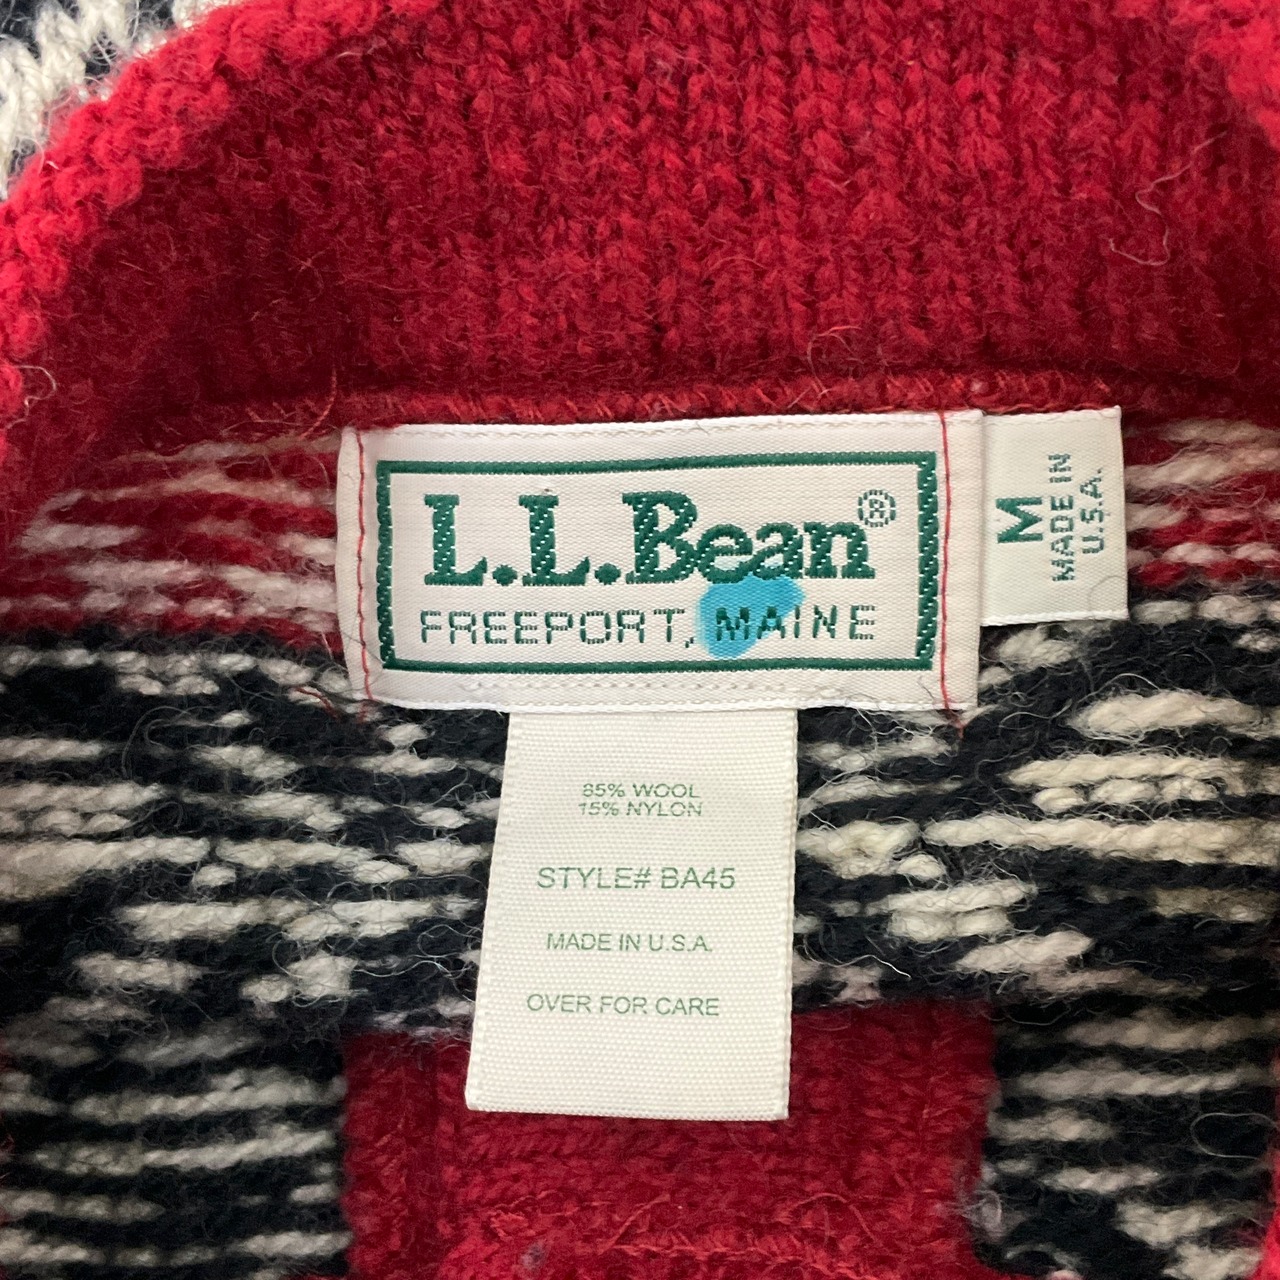 L.L.Bean®
FREEPORT, MAINE
M
MADE IN
U.S.A.
85% WOOL
15% NYLON
STYLE# BA45
MADE IN U.S.A.
OVER FOR CARE